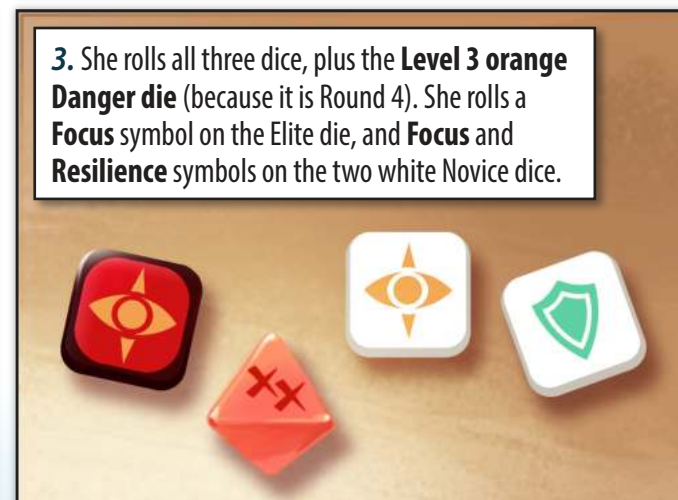 3. She rolls all three dice, plus the Level 3 orange
Danger die (because it is Round 4). She rolls a
Focus symbol on the Elite die, and Focus and
Resilience symbols on the two white Novice dice.